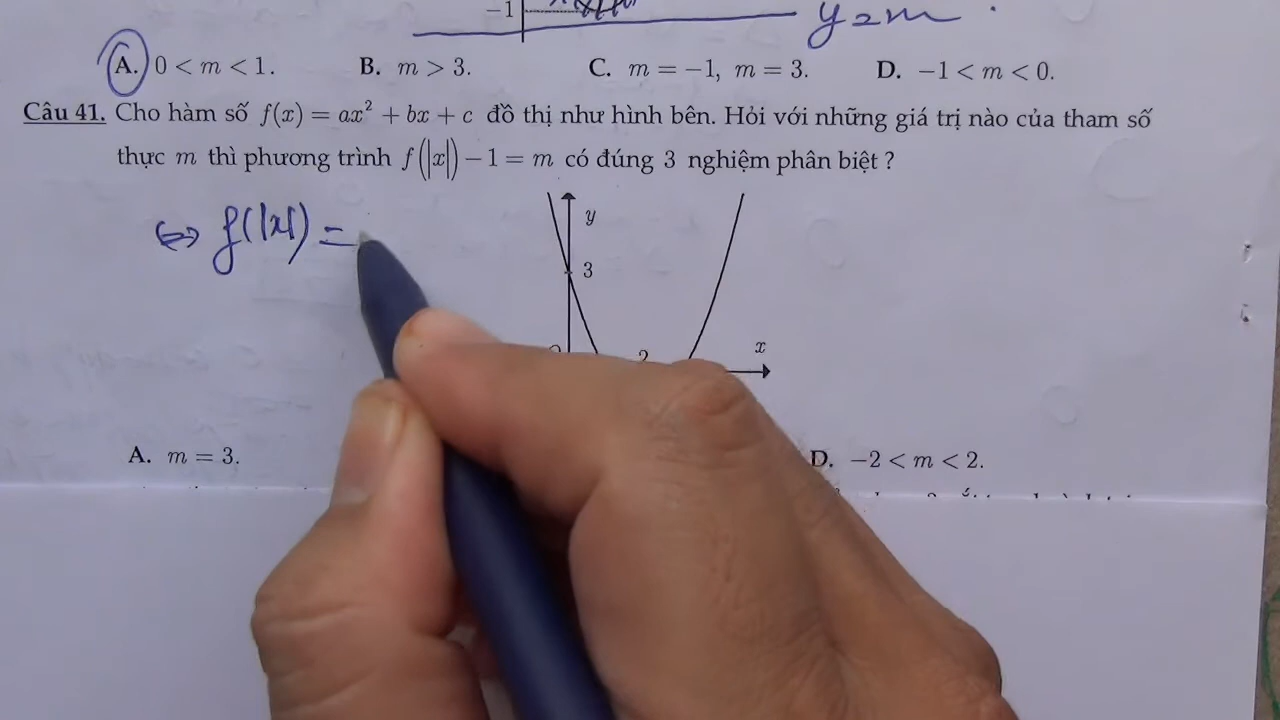 −1
y = m
A. 0 < m < 1. B. m > 3. C. m = −1, m = 3. D. −1 < m < 0.
Câu 41. Cho hàm số f(x) = ax² + bx + c đồ thị như hình bên. Hỏi với những giá trị nào của tham số
thực m thì phương trình f(|x|) − 1 = m có đúng 3 nghiệm phân biệt ?
⇔ f(|x|) =
y
3
2
x
A. m = 3. D. −2 < m < 2.